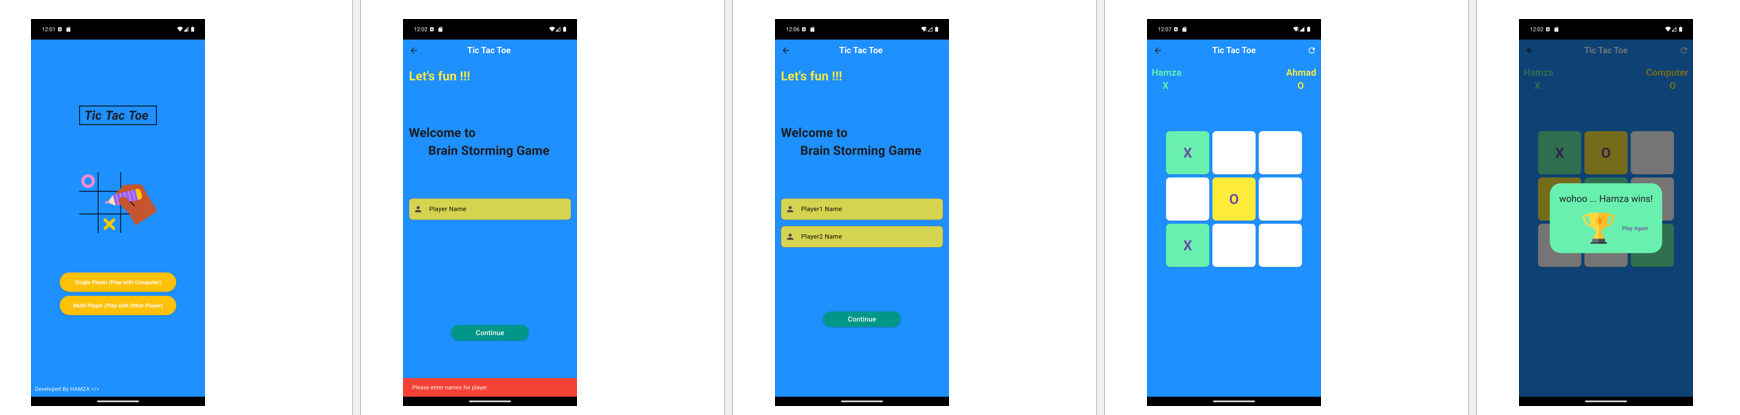 12:01
Tic Tac Toe
Single Player (Play with Computer)
Multi Player (Play with Other Player)
Developed By HAMZA </>
12:02
Tic Tac Toe
Let's fun !!!
Welcome to
Brain Storming Game
Player Name
Continue
Please enter names for player
12:06
Tic Tac Toe
Let's fun !!!
Welcome to
Brain Storming Game
Player1 Name
Player2 Name
Continue
12:07
Tic Tac Toe
Hamza Ahmad
X O
X
O
X
12:02
Tic Tac Toe
Hamza Computer
X O
X O
wohoo ... Hamza wins!
Play Again